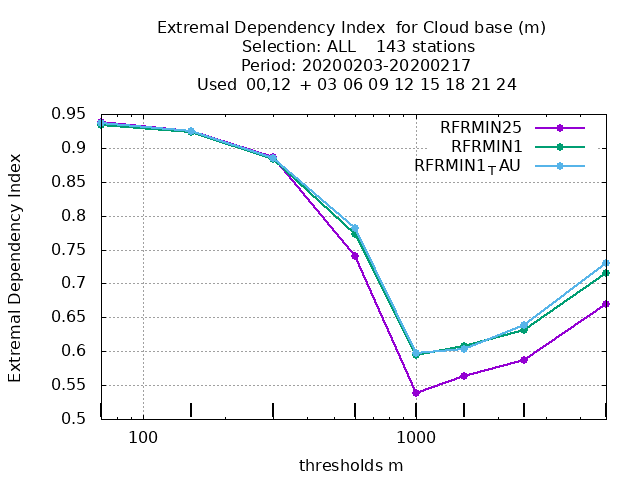 Extremal Dependency Index  for Cloud base (m)
Selection: ALL    143 stations
Period: 20200203-20200217
Used  00,12  + 03 06 09 12 15 18 21 24
Extremal Dependency Index
0.95
0.9
0.85
0.8
0.75
0.7
0.65
0.6
0.55
0.5
RFRMIN25
RFRMIN1
RFRMIN1TAU
100
1000
thresholds m